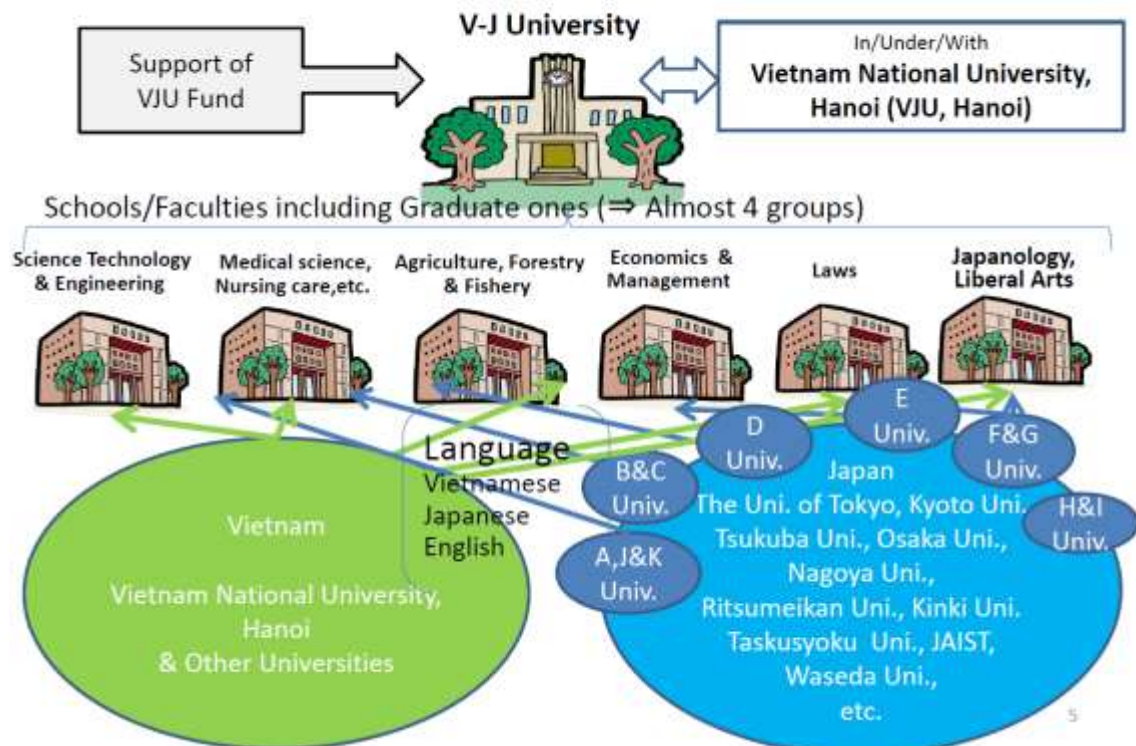 V-J University
Support of
VJU Fund
In/Under/With
Vietnam National University,
Hanoi (VJU, Hanoi)
Schools/Faculties including Graduate ones (⇒ Almost 4 groups)
Science Technology
& Engineering
Medical science,
Nursing care,etc.
Agriculture, Forestry
& Fishery
Economics &
Management
Laws
Japanology,
Liberal Arts
Language
Vietnamese
Japanese
English
Vietnam
Vietnam National University,
Hanoi
& Other Universities
A,J&K
Univ.
B&C
Univ.
D
Univ.
E
Univ.
F&G
Univ.
H&I
Univ.
Japan
The Uni. of Tokyo, Kyoto Uni.
Tsukuba Uni., Osaka Uni.,
Nagoya Uni.,
Ritsumeikan Uni., Kinki Uni.
Taskusyoku Uni., JAIST,
Waseda Uni.,
etc.
5